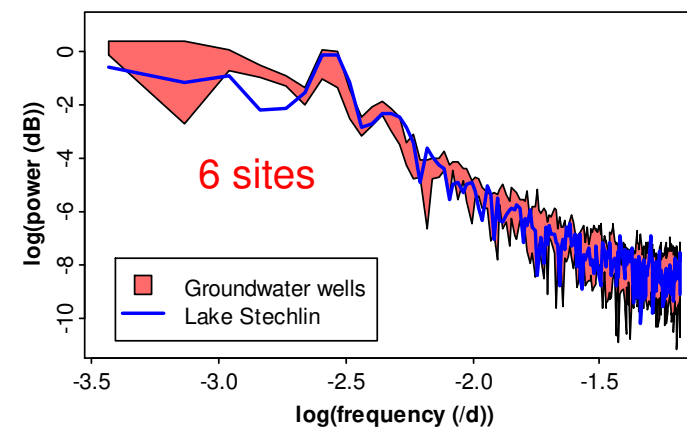 log(power (dB))
0
-2
-4
-6
-8
-10
6 sites
Groundwater wells
Lake Stechlin
-3.5 -3.0 -2.5 -2.0 -1.5
log(frequency (/d))